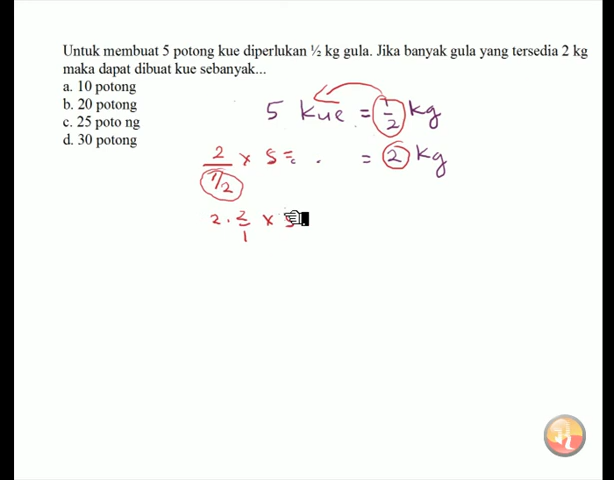 Untuk membuat 5 potong kue diperlukan ½ kg gula. Jika banyak gula yang tersedia 2 kg
maka dapat dibuat kue sebanyak...
a. 10 potong
b. 20 potong
c. 25 poto ng
d. 30 potong
5 kue = 1/2 kg
2/1/2 x 5 = . = 2 kg
2 . 2/1 x 5